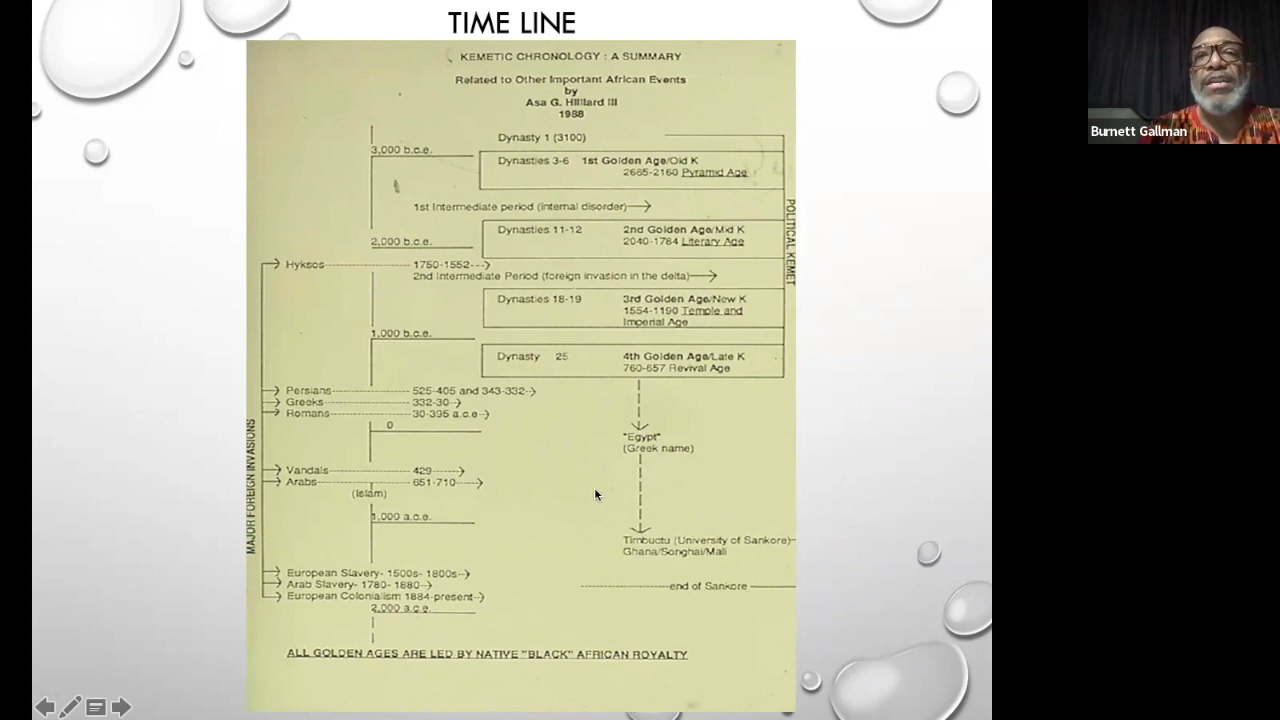 TIME LINE
KEMETIC CHRONOLOGY : A SUMMARY
Related to Other Important African Events
by
Asa G. Hilliard III
1988
Dynasty 1 (3100)
3,000 b.c.e.
Dynasties 3-6 1st Golden Age/Old K
2665-2160 Pyramid Age
1st Intermediate period (internal disorder)
Dynasties 11-12 2nd Golden Age/Mid K
2040-1784 Literary Age
2,000 b.c.e.
Hyksos 1750-1552
2nd Intermediate Period (foreign invasion in the delta)
Dynasties 18-19 3rd Golden Age/New K
1554-1190 Temple and
Imperial Age
1,000 b.c.e.
Dynasty 25 4th Golden Age/Late K
760-657 Revival Age
POLITICAL KEMET
Persians 525-405 and 343-332
Greeks 332-30
Romans 30-395 a.c.e
0
"Egypt"
(Greek name)
Vandals 429
Arabs 651-710
(Islam)
1,000 a.c.e.
Timbuctu (University of Sankore)
Ghana/Songhai/Mali
European Slavery- 1500s- 1800s
Arab Slavery- 1780- 1880
end of Sankore
European Colonialism 1884-present
2,000 a.c.e.
MAJOR FOREIGN INVASIONS
ALL GOLDEN AGES ARE LED BY NATIVE "BLACK" AFRICAN ROYALTY
Burnett Gallman